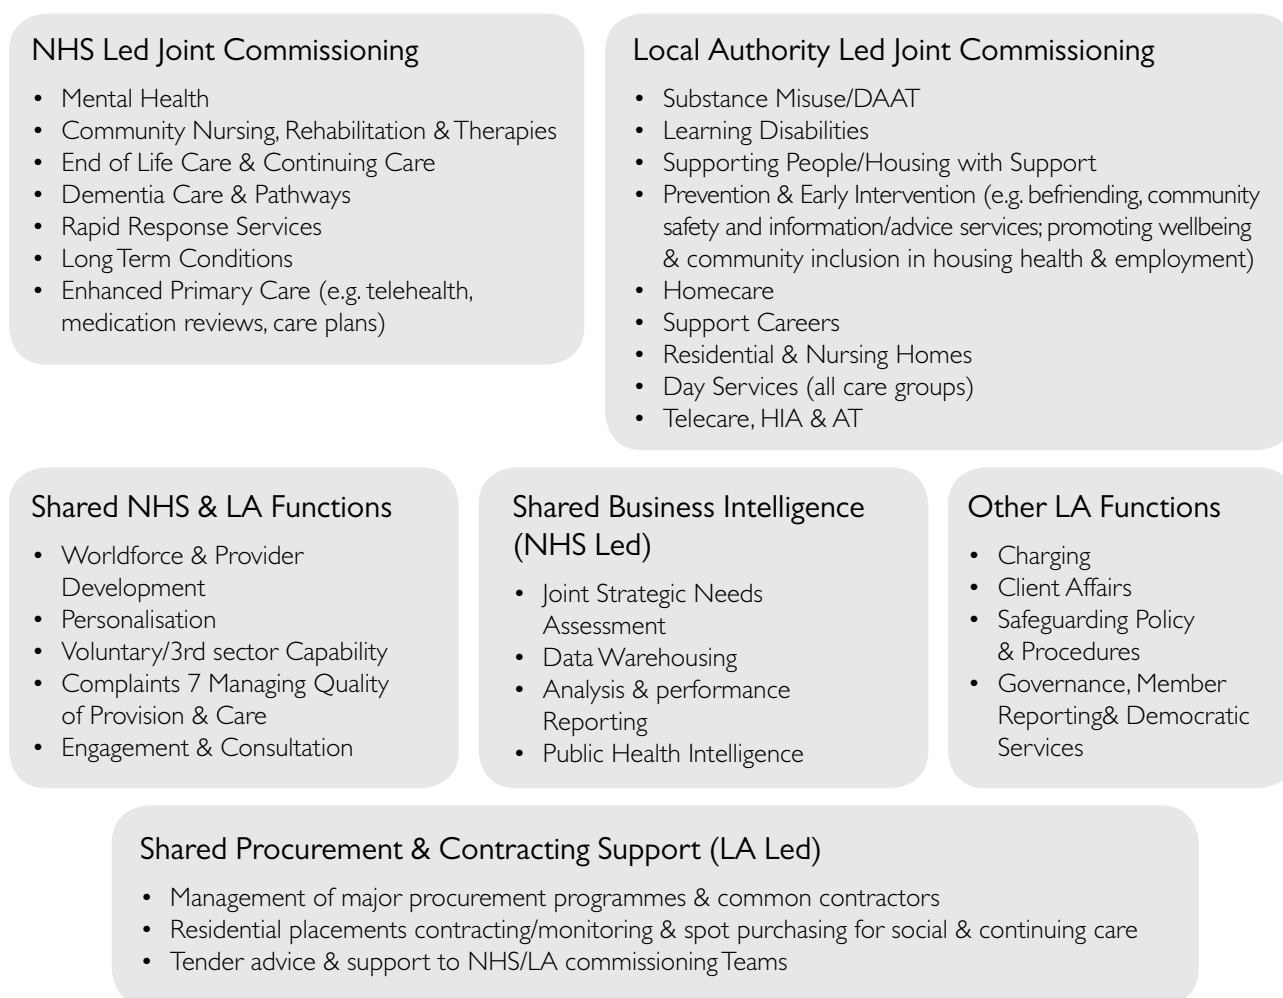 NHS Led Joint Commissioning
• Mental Health
• Community Nursing, Rehabilitation & Therapies
• End of Life Care & Continuing Care
• Dementia Care & Pathways
• Rapid Response Services
• Long Term Conditions
• Enhanced Primary Care (e.g. telehealth,
medication reviews, care plans)
Local Authority Led Joint Commissioning
• Substance Misuse/DAAT
• Learning Disabilities
• Supporting People/Housing with Support
• Prevention & Early Intervention (e.g. befriending, community
safety and information/advice services; promoting wellbeing
& community inclusion in housing health & employment)
• Homecare
• Support Careers
• Residential & Nursing Homes
• Day Services (all care groups)
• Telecare, HIA & AT
Shared NHS & LA Functions
• Worldforce & Provider
Development
• Personalisation
• Voluntary/3rd sector Capability
• Complaints 7 Managing Quality
of Provision & Care
• Engagement & Consultation
Shared Business Intelligence
(NHS Led)
• Joint Strategic Needs
Assessment
• Data Warehousing
• Analysis & performance
Reporting
• Public Health Intelligence
Other LA Functions
• Charging
• Client Affairs
• Safeguarding Policy
& Procedures
• Governance, Member
Reporting& Democratic
Services
Shared Procurement & Contracting Support (LA Led)
• Management of major procurement programmes & common contractors
• Residential placements contracting/monitoring & spot purchasing for social & continuing care
• Tender advice & support to NHS/LA commissioning Teams